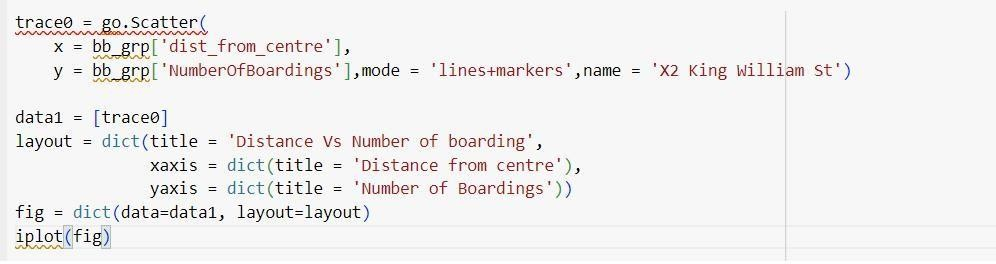 trace0 = go.Scatter(
    x = bb_grp['dist_from_centre'],
    y = bb_grp['NumberOfBoardings'],mode = 'lines+markers',name = 'X2 King William St')

data1 = [trace0]
layout = dict(title = 'Distance Vs Number of boarding',
              xaxis = dict(title = 'Distance from centre'),
              yaxis = dict(title = 'Number of Boardings'))
fig = dict(data=data1, layout=layout)
iplot(fig)